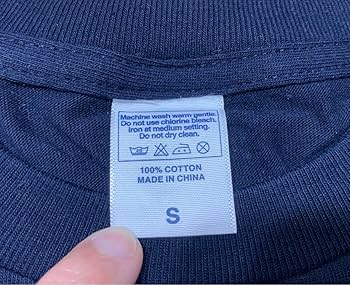 Machine wash warm gentle.
Do not use chlorine bleach.
Iron at medium setting.
Do not dry clean.
100% COTTON
MADE IN CHINA
S